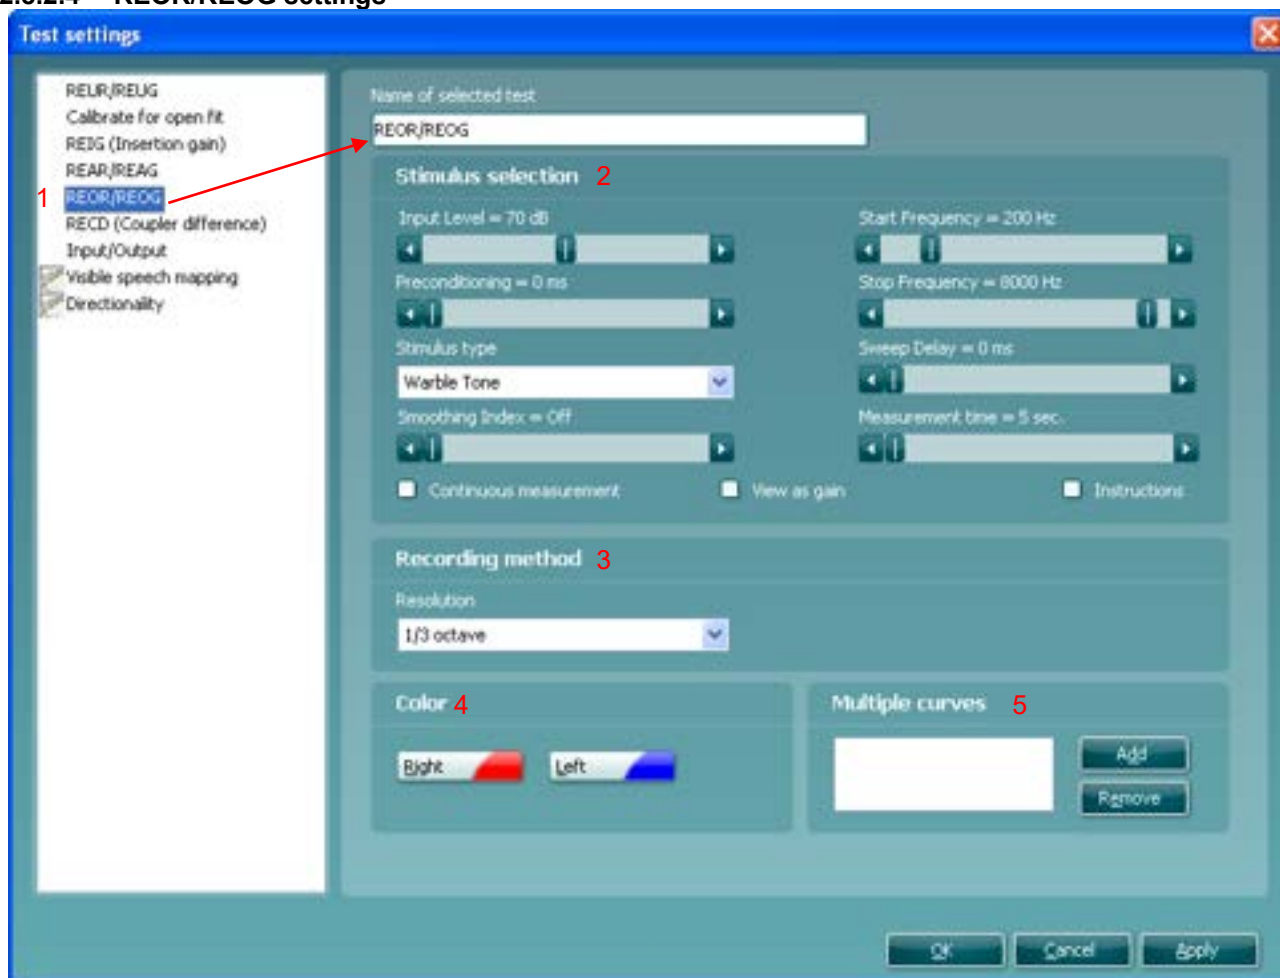 REOR/REOG settings
Test settings
REUR/REUG
Calibrate for open fit
REIG (Insertion gain)
REAR/REAG
1 REOR/REOG
RECD (Coupler difference)
Input/Output
Visible speech mapping
Directionality
Name of selected test
REOR/REOG
Stimulus selection 2
Input Level = 70 dB
Start Frequency = 200 Hz
Preconditioning = 0 ms
Stop Frequency = 8000 Hz
Stimulus type
Sweep Delay = 0 ms
Warble Tone
Smoothing Index = Off
Measurement time = 5 sec.
Continuous measurement
View as gain
Instructions
Recording method 3
Resolution
1/3 octave
Color 4
Multiple curves 5
Right
Left
Add
Remove
OK
Cancel
Apply